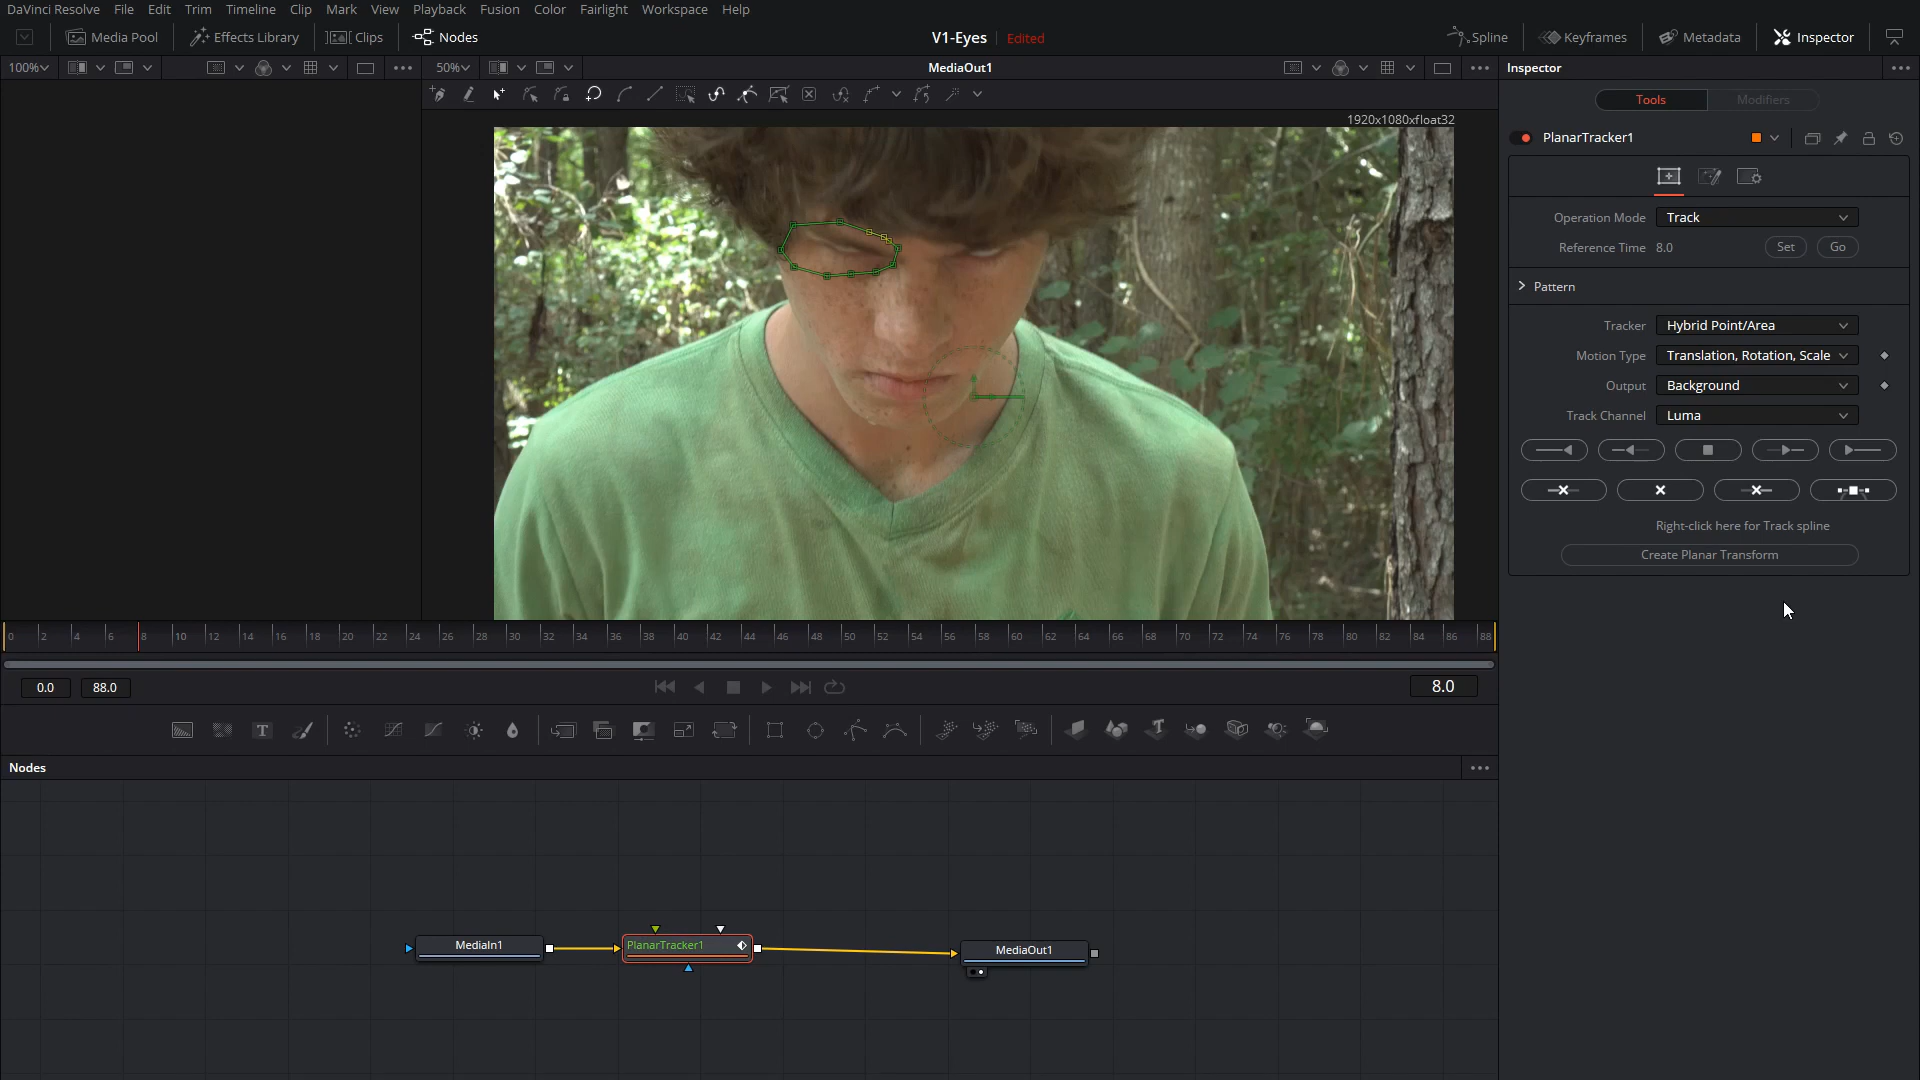 DaVinci Resolve File Edit Trim Timeline Clip Mark View Playback Fusion Color Fairlight Workspace Help
Media Pool Effects Library Clips Nodes V1-Eyes Edited Spline Keyframes Metadata Inspector
100% 50% MediaOut1 Inspector
Tools Modifiers
1920x1080xfloat32
PlanarTracker1
Operation Mode Track
Reference Time 8.0 Set Go
Pattern
Tracker Hybrid Point/Area
Motion Type Translation, Rotation, Scale
Output Background
Track Channel Luma
Right-click here for Track spline
Create Planar Transform
0 2 4 6 8 10 12 14 16 18 20 22 24 26 28 30 32 34 36 38 40 42 44 46 48 50 52 54 56 58 60 62 64 66 68 70 72 74 76 78 80 82 84 86 88
0.0 88.0 8.0
Nodes
MediaIn1 PlanarTracker1 MediaOut1